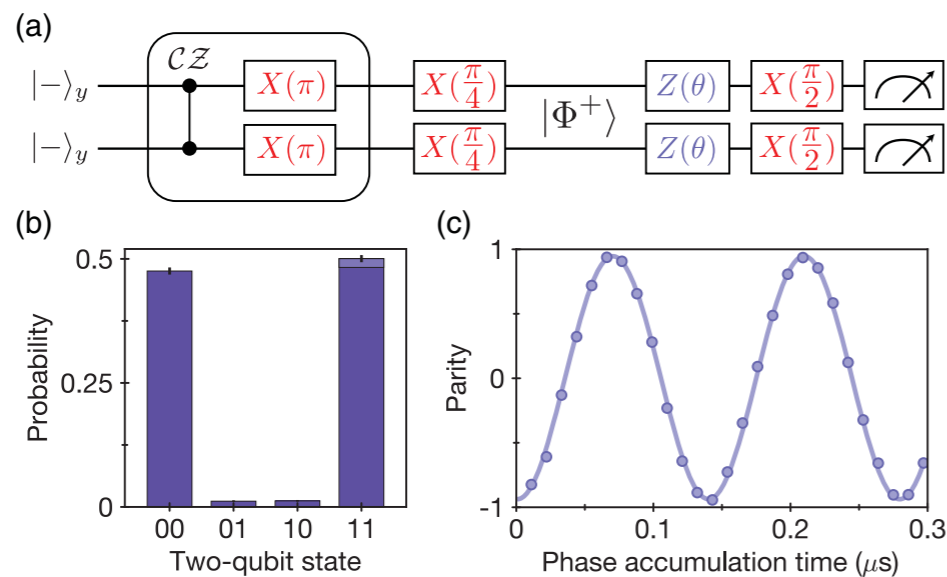 (a)
𝒞𝒵
|−⟩y X(π) X(π/4) Z(θ) X(π/2)
|Φ⁺⟩
|−⟩y X(π) X(π/4) Z(θ) X(π/2)
(b)
0.5
0.25
0
Probability
00 01 10 11
Two-qubit state
(c)
1
0
-1
Parity
0 0.1 0.2 0.3
Phase accumulation time (μs)